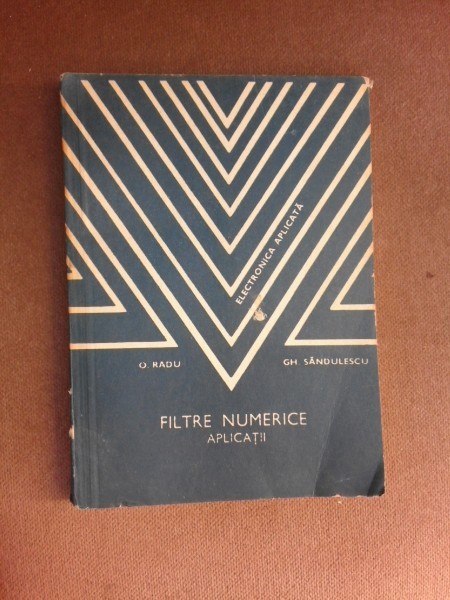 ELECTRONICA APLICATĂ
O. RADU
GH. SĂNDULESCU
FILTRE NUMERICE
APLICAȚII